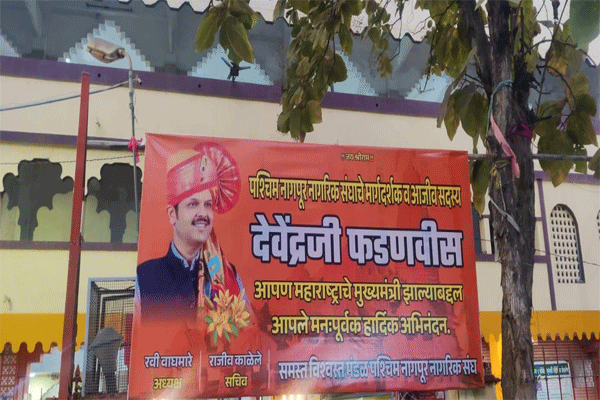 ॥ जय श्रीराम ॥
पश्चिम नागपूर नागरिक संघाचे मार्गदर्शक व आजीव सदस्य
देवेंद्रजी फडणवीस
आपण महाराष्ट्राचे मुख्यमंत्री झाल्याबद्दल
आपले मनःपूर्वक हार्दिक अभिनंदन.
रवी वाघमारे
अध्यक्ष
राजीव काळेले
सचिव
समस्त विश्वस्त मंडळ पश्चिम नागपूर नागरिक संघ